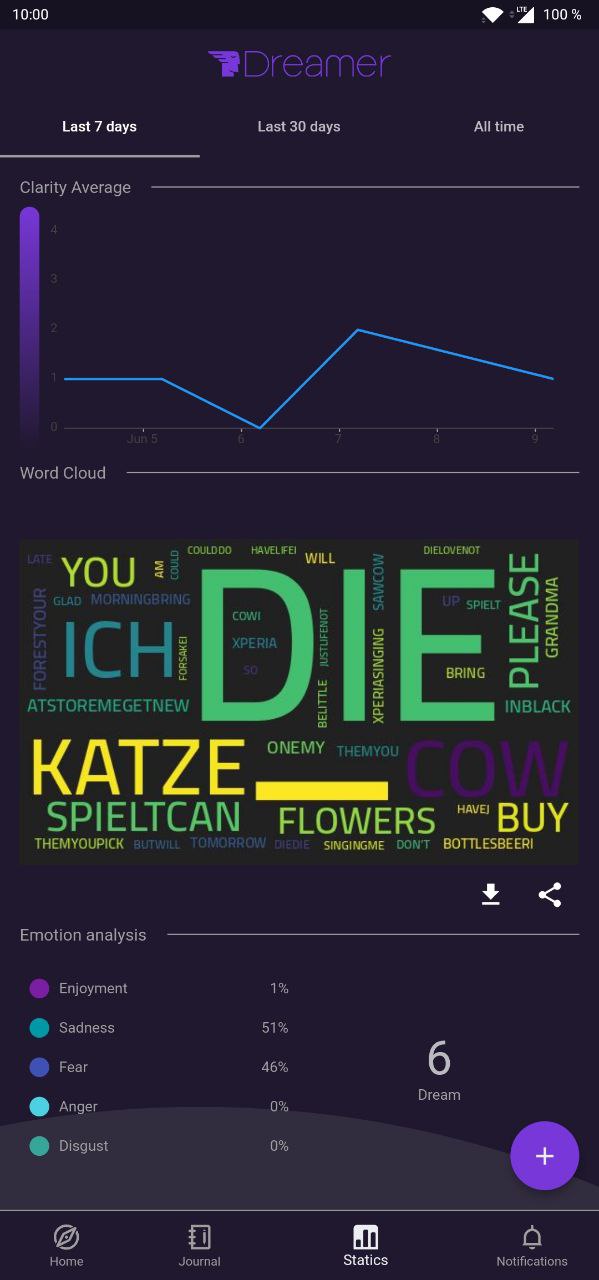 10:00 LTE 100 %
Dreamer
Last 7 days Last 30 days All time
Clarity Average
4
3
2
1
0
Jun 5 6 7 8 9
Word Cloud
LATE
YOU
AM
COULD
COULDDO
HAVELIFEI
WILL
DIELOVENOT
SAWCOW
PLEASE
GRANDMA
FORESTYOUR
GLAD
MORNINGBRING
ICH
FORSAKEI
DIE
COWI
XPERIA
SO
JUSTLIFENOT
BELITTLE
XPERIASINGING
UP
SPIELT
BRING
ATSTOREMEGETNEW
INBLACK
KATZE
_
ONEMY
THEMYOU
COW
SPIELTCAN
FLOWERS
HAVEJ
BUY
THEMYOUPICK
BUTWILL
TOMORROW
DIEDIE
SINGINGME
DON'T
BOTTLESBEERI
Emotion analysis
Enjoyment 1%
Sadness 51%
Fear 46%
Anger 0%
Disgust 0%
6
Dream
+
Home Journal Statics Notifications